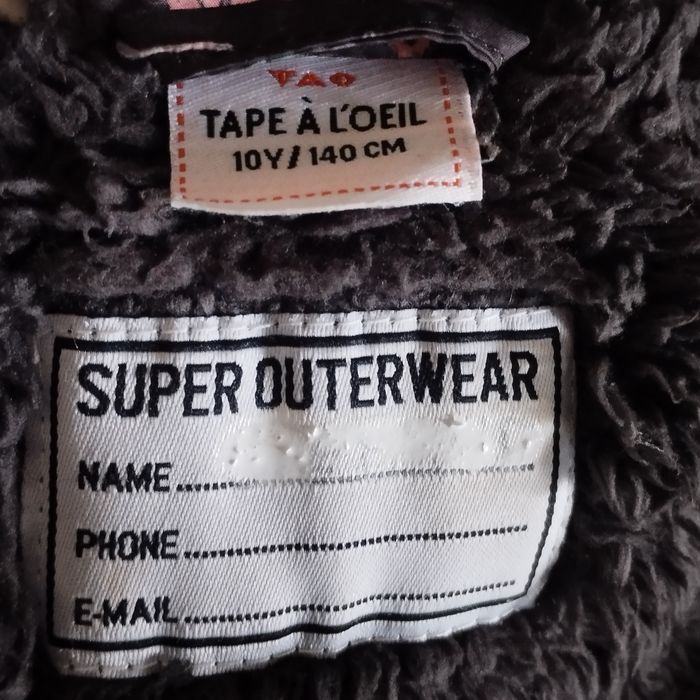 TAO
TAPE À L'OEIL
10Y/ 140 CM
SUPER OUTERWEAR
NAME
PHONE
E-MAIL